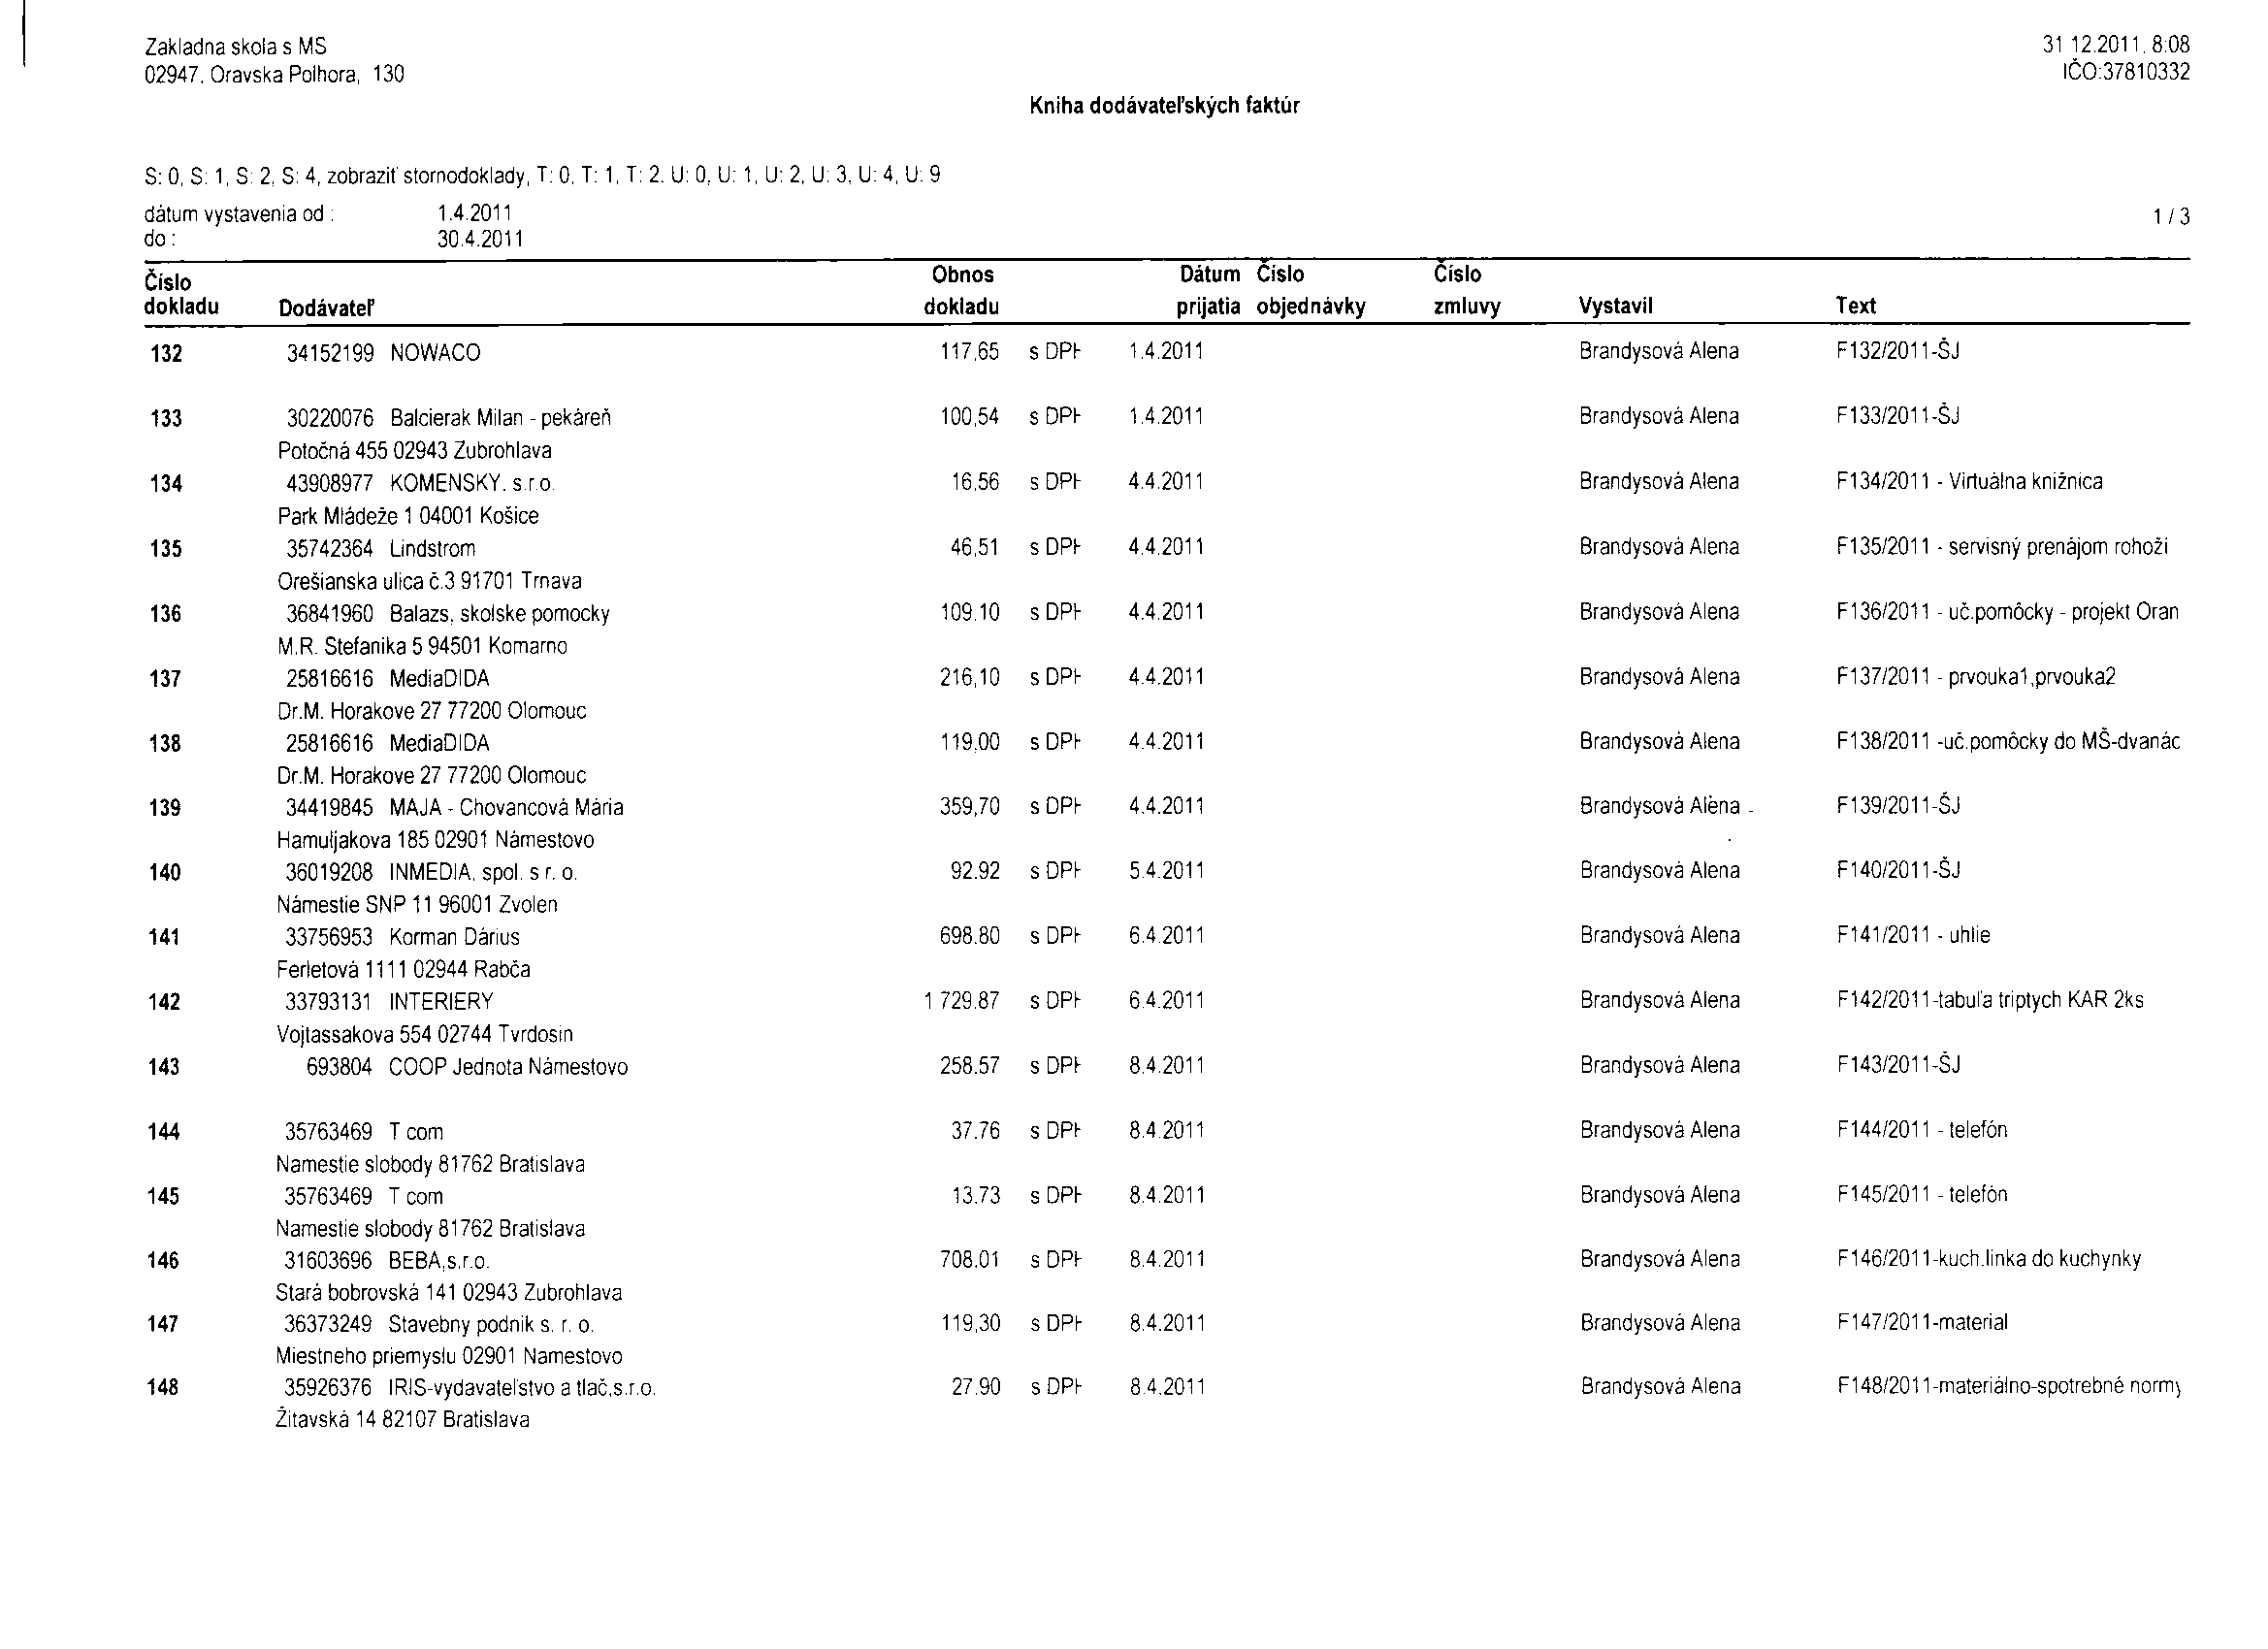 Zakladna skola s MS 31 12.2011, 8:08
02947, Oravska Polhora, 130 IČO:37810332
Kniha dodávateľských faktúr
S: 0, S: 1, S: 2, S: 4, zobraziť stornodoklady, T: 0, T: 1, T: 2, U: 0, U: 1, U: 2, U: 3, U: 4, U: 9
dátum vystavenia od : 1.4.2011 1 / 3
do : 30.4.2011
Číslo Obnos Dátum Číslo Číslo
dokladu Dodávateľ dokladu prijatia objednávky zmluvy Vystavil Text
132 34152199 NOWACO 117,65 s DPH 1.4.2011 Brandysová Alena F132/2011-ŠJ
133 30220076 Balcierak Milan - pekáreň 100,54 s DPH 1.4.2011 Brandysová Alena F133/2011-ŠJ
Potočná 455 02943 Zubrohlava
134 43908977 KOMENSKY, s.r.o. 16,56 s DPH 4.4.2011 Brandysová Alena F134/2011 - Virtuálna knižnica
Park Mládeže 1 04001 Košice
135 35742364 Lindstrom 46,51 s DPH 4.4.2011 Brandysová Alena F135/2011 - servisný prenájom rohoží
Orešianska ulica č.3 91701 Trnava
136 36841960 Balazs, skolske pomocky 109,10 s DPH 4.4.2011 Brandysová Alena F136/2011 - uč.pomôcky - projekt Oran
M.R. Stefanika 5 94501 Komarno
137 25816616 MediaDIDA 216,10 s DPH 4.4.2011 Brandysová Alena F137/2011 - prvouka1,prvouka2
Dr.M. Horakove 27 77200 Olomouc
138 25816616 MediaDIDA 119,00 s DPH 4.4.2011 Brandysová Alena F138/2011 -uč.pomôcky do MŠ-dvanác
Dr.M. Horakove 27 77200 Olomouc
139 34419845 MAJA - Chovancová Mária 359,70 s DPH 4.4.2011 Brandysová Alena F139/2011-ŠJ
Hamuljakova 185 02901 Námestovo
140 36019208 INMEDIA, spol. s r. o. 92,92 s DPH 5.4.2011 Brandysová Alena F140/2011-ŠJ
Námestie SNP 11 96001 Zvolen
141 33756953 Korman Dárius 698,80 s DPH 6.4.2011 Brandysová Alena F141/2011 - uhlie
Ferletová 1111 02944 Rabča
142 33793131 INTERIERY 1 729,87 s DPH 6.4.2011 Brandysová Alena F142/2011-tabuľa triptych KAR 2ks
Vojtassakova 554 02744 Tvrdosin
143 693804 COOP Jednota Námestovo 258,57 s DPH 8.4.2011 Brandysová Alena F143/2011-ŠJ
144 35763469 T com 37,76 s DPH 8.4.2011 Brandysová Alena F144/2011 - telefón
Namestie slobody 81762 Bratislava
145 35763469 T com 13,73 s DPH 8.4.2011 Brandysová Alena F145/2011 - telefón
Namestie slobody 81762 Bratislava
146 31603696 BEBA,s.r.o. 708,01 s DPH 8.4.2011 Brandysová Alena F146/2011-kuch.linka do kuchynky
Stará bobrovská 141 02943 Zubrohlava
147 36373249 Stavebny podnik s. r. o. 119,30 s DPH 8.4.2011 Brandysová Alena F147/2011-material
Miestneho priemyslu 02901 Namestovo
148 35926376 IRIS-vydavateľstvo a tlač,s.r.o. 27,90 s DPH 8.4.2011 Brandysová Alena F148/2011-materiálno-spotrebné normy
Žitavská 14 82107 Bratislava